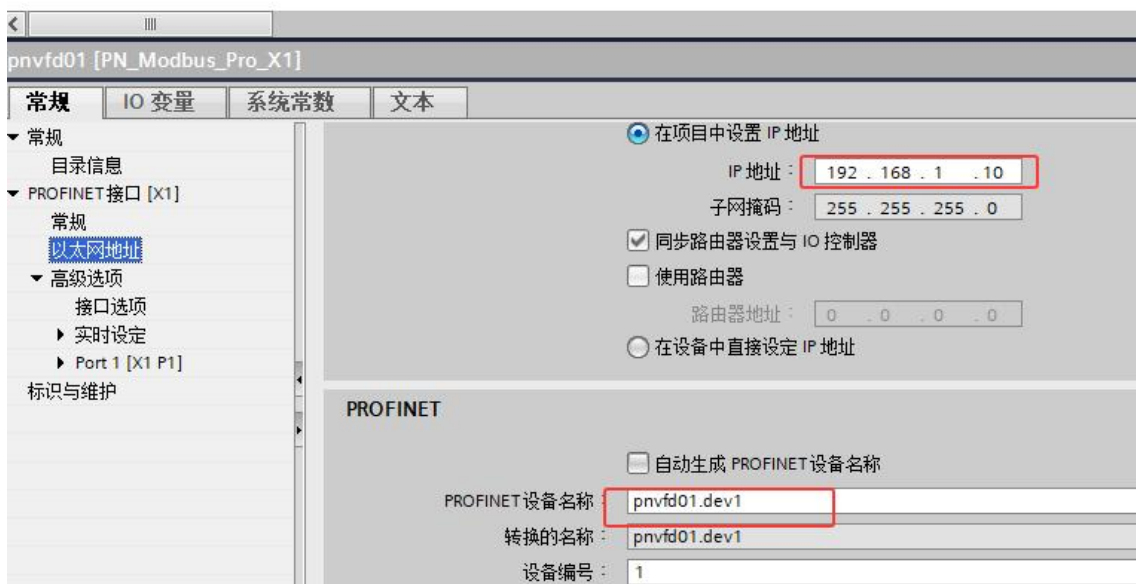 pnvfd01 [PN_Modbus_Pro_X1]
常规 IO 变量 系统常数 文本
常规
目录信息
PROFINET接口 [X1]
常规
以太网地址
高级选项
接口选项
实时设定
Port 1 [X1 P1]
标识与维护
在项目中设置 IP 地址
IP 地址： 192 . 168 . 1 . 10
子网掩码： 255 . 255 . 255 . 0
同步路由器设置与 IO 控制器
使用路由器
路由器地址： 0 . 0 . 0 . 0
在设备中直接设定 IP 地址
PROFINET
自动生成 PROFINET设备名称
PROFINET设备名称： pnvfd01.dev1
转换的名称： pnvfd01.dev1
设备编号： 1